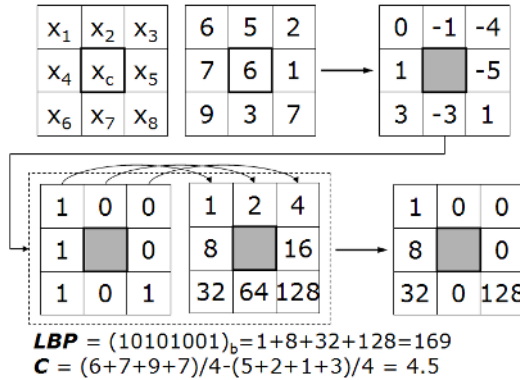 x1 x2 x3 6 5 2 0 -1 -4
x4 xc x5 7 6 1 1 -5
x6 x7 x8 9 3 7 3 -3 1
1 0 0 1 2 4 1 0 0
1 0 8 16 8 0
1 0 1 32 64 128 32 0 128
LBP = (10101001)b=1+8+32+128=169
C = (6+7+9+7)/4-(5+2+1+3)/4 = 4.5